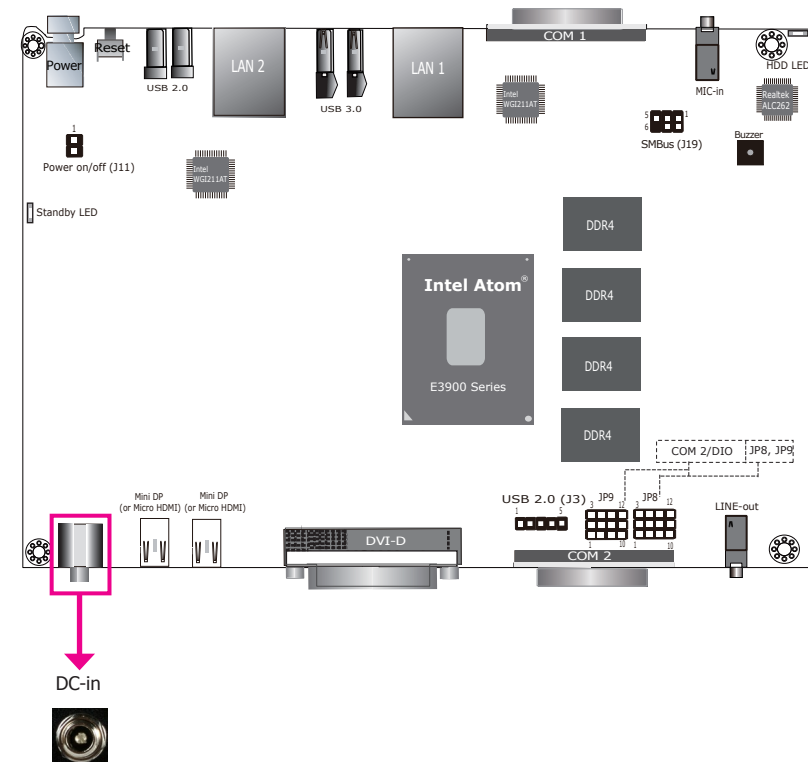 COM 1
Reset
Power
LAN 2
LAN 1
HDD LED
USB 2.0
USB 3.0
MIC-in
Intel
WGI211AT
Realtek
ALC262
1
5
1
6
SMBus (J19)
Buzzer
Power on/off (J11)
Intel
WGI211AT
Standby LED
DDR4
Intel Atom®
DDR4
DDR4
E3900 Series
DDR4
COM 2/DIO
JP8, JP9
Mini DP
(or Micro HDMI)
Mini DP
(or Micro HDMI)
USB 2.0 (J3)
1
5
JP9
3
12
1
10
JP8
3
12
1
10
LINE-out
DVI-D
COM 2
DC-in